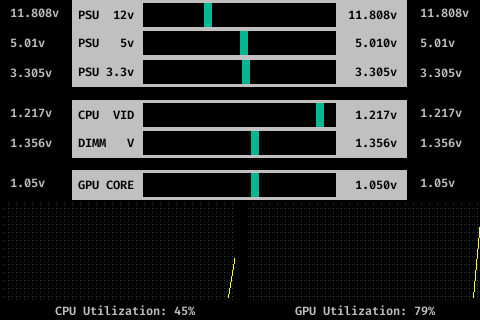 11.808v PSU 12v 11.808v 11.808v
5.01v PSU 5v 5.010v 5.01v
3.305v PSU 3.3v 3.305v 3.305v
1.217v CPU VID 1.217v 1.217v
1.356v DIMM V 1.356v 1.356v
1.05v GPU CORE 1.050v 1.05v
CPU Utilization: 45% GPU Utilization: 79%